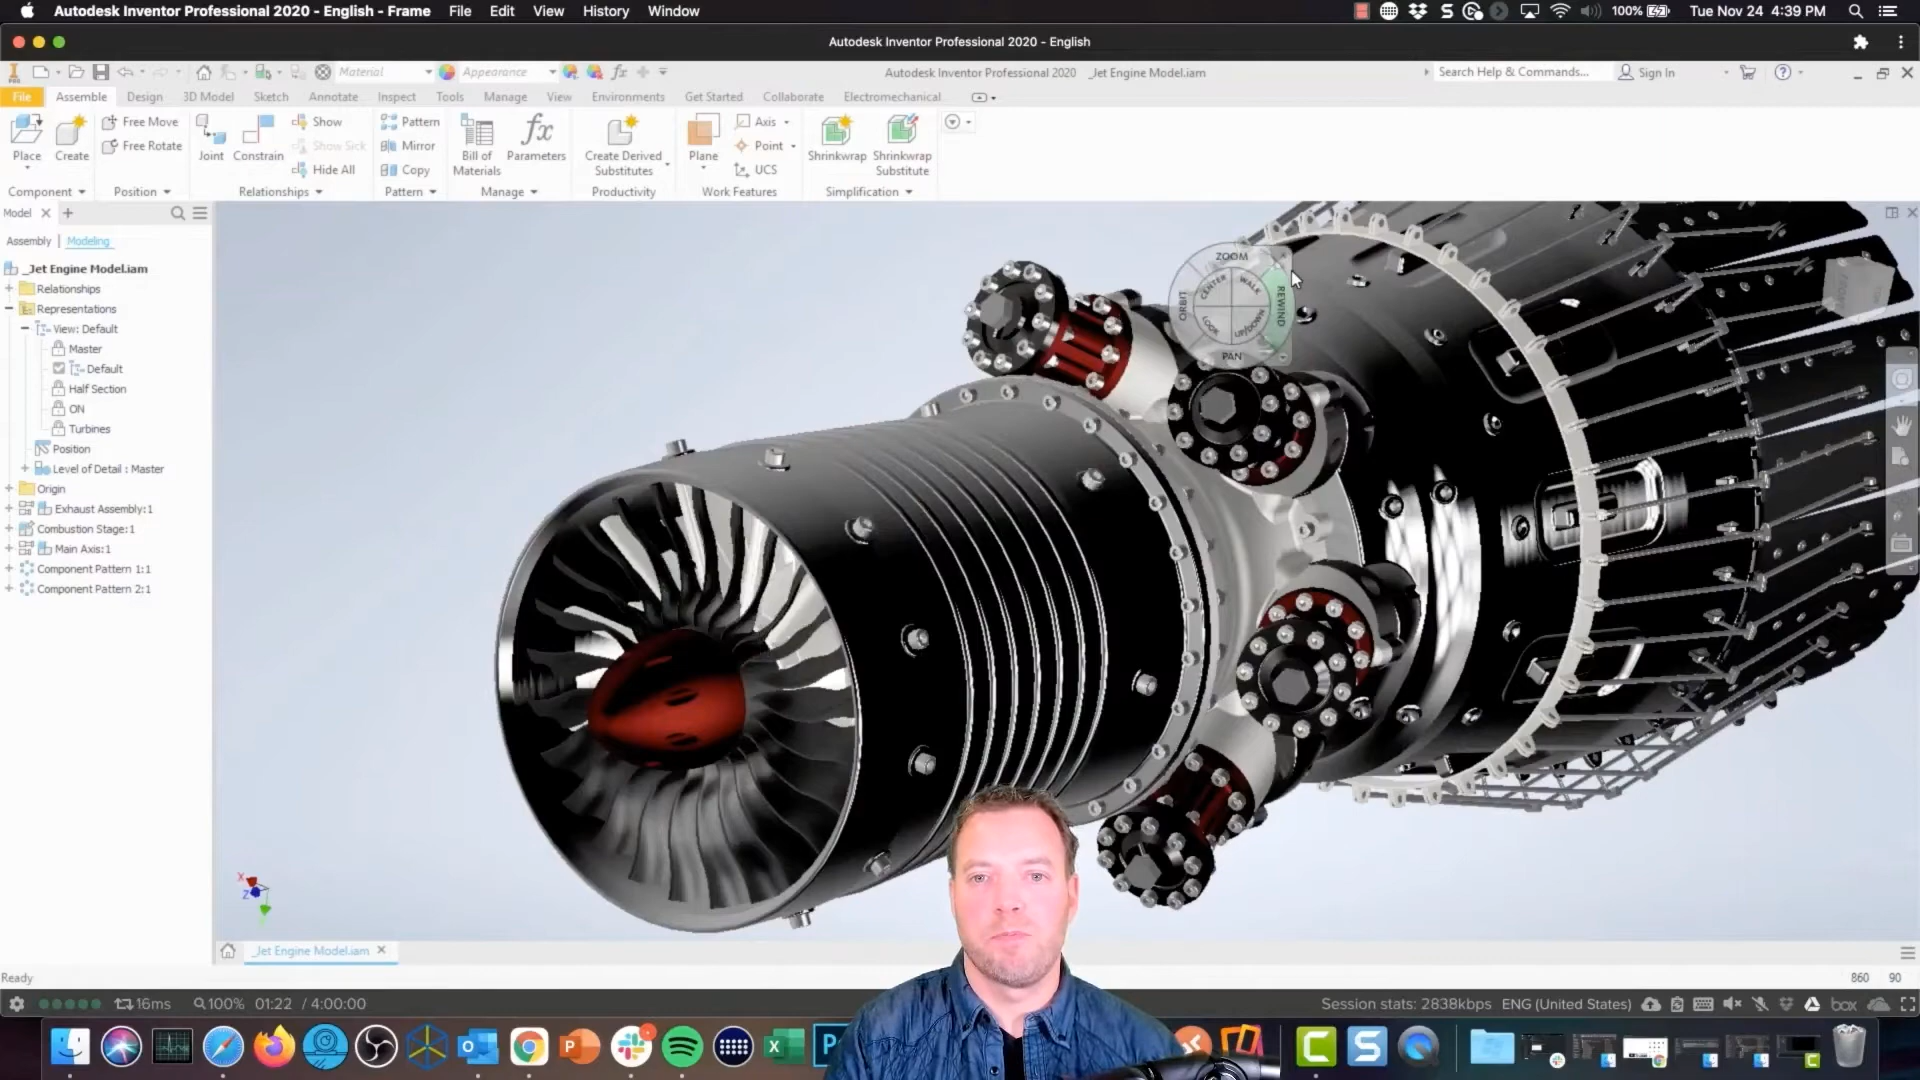 Autodesk Inventor Professional 2020 - English - Frame File Edit View History Window 100% Tue Nov 24 4:39 PM
Autodesk Inventor Professional 2020 - English
Material Appearance fx Autodesk Inventor Professional 2020 _Jet Engine Model.iam Search Help & Commands... Sign In
File Assemble Design 3D Model Sketch Annotate Inspect Tools Manage View Environments Get Started Collaborate Electromechanical
Place Create Free Move Free Rotate Joint Constrain Show Show Sick Hide All Pattern Mirror Copy Bill of Materials fx Parameters Create Derived Substitutes Plane Axis Point UCS Shrinkwrap Shrinkwrap Substitute
Component Position Relationships Pattern Manage Productivity Work Features Simplification
Model
Assembly Modeling
_Jet Engine Model.iam
Relationships
Representations
View: Default
Master
Default
Half Section
ON
Turbines
Position
Level of Detail : Master
Origin
Exhaust Assembly:1
Combustion Stage:1
Main Axis:1
Component Pattern 1:1
Component Pattern 2:1
ZOOM
CENTER WALK
ORBIT REWIND
LOOK UP/DOWN
PAN
X
Z
_Jet Engine Model.iam
Ready 860 90
16ms 100% 01:22 / 4:00:00 Session stats: 2838kbps ENG (United States) box